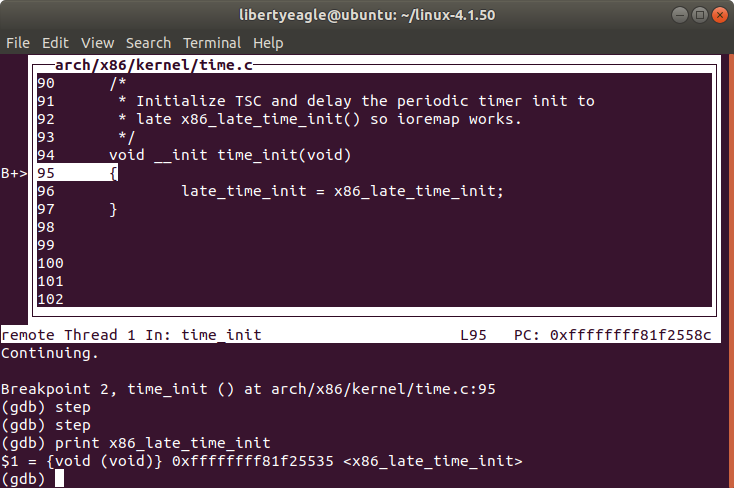 libertyeagle@ubuntu: ~/linux-4.1.50
File Edit View Search Terminal Help
arch/x86/kernel/time.c
90 /*
91 * Initialize TSC and delay the periodic timer init to
92 * late x86_late_time_init() so ioremap works.
93 */
94 void __init time_init(void)
B+> 95 {
96 late_time_init = x86_late_time_init;
97 }
98
99
100
101
102
remote Thread 1 In: time_init L95 PC: 0xffffffff81f2558c
Continuing.
Breakpoint 2, time_init () at arch/x86/kernel/time.c:95
(gdb) step
(gdb) step
(gdb) print x86_late_time_init
$1 = {void (void)} 0xffffffff81f25535 <x86_late_time_init>
(gdb)